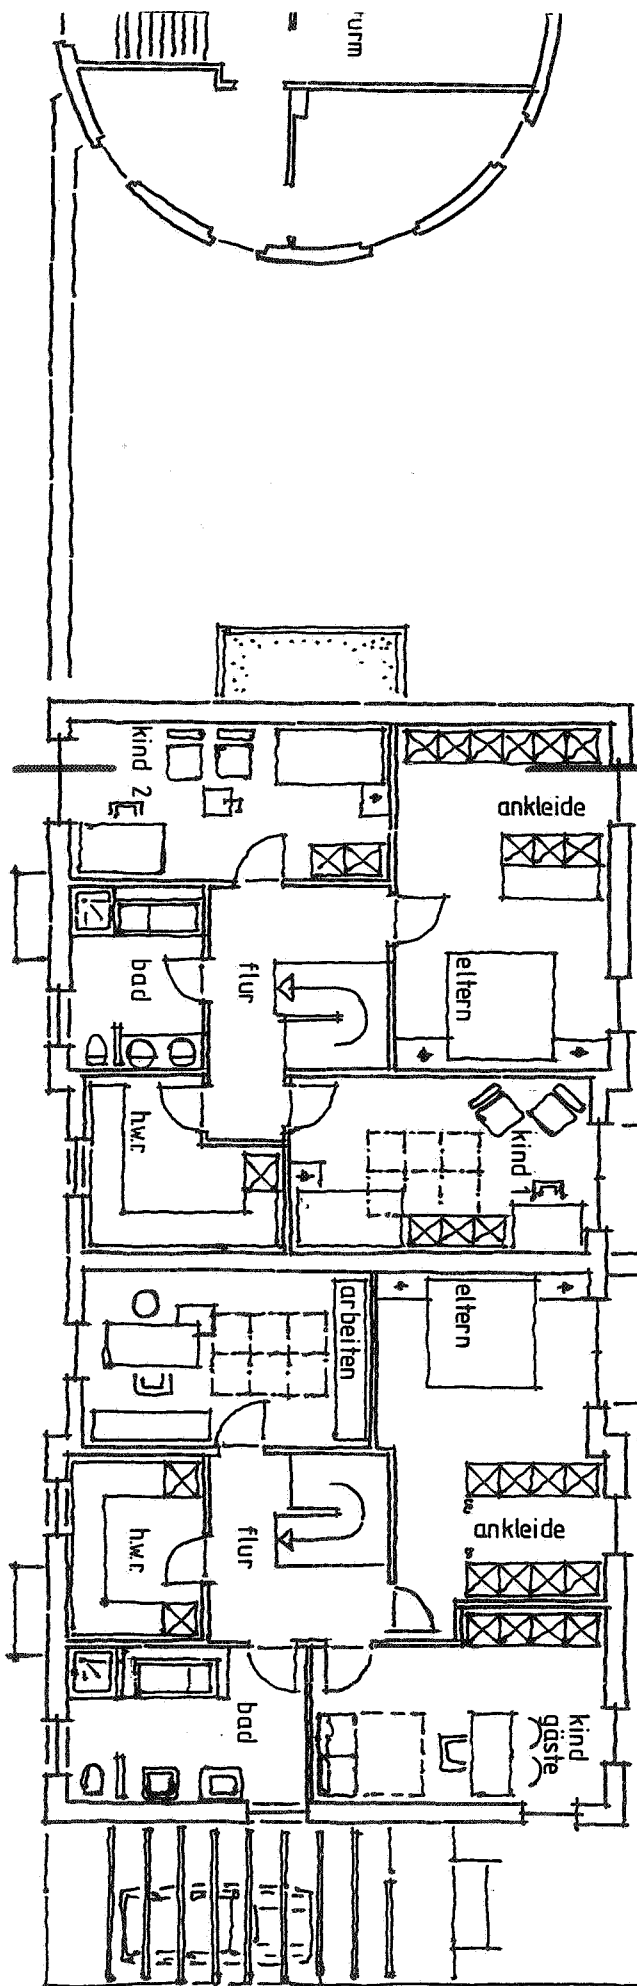 turm
kind 2
ankleide
bad
flur
eltern
h.w.r.
kind 1
arbeiten
eltern
h.w.r.
flur
ankleide
bad
kind
gäste